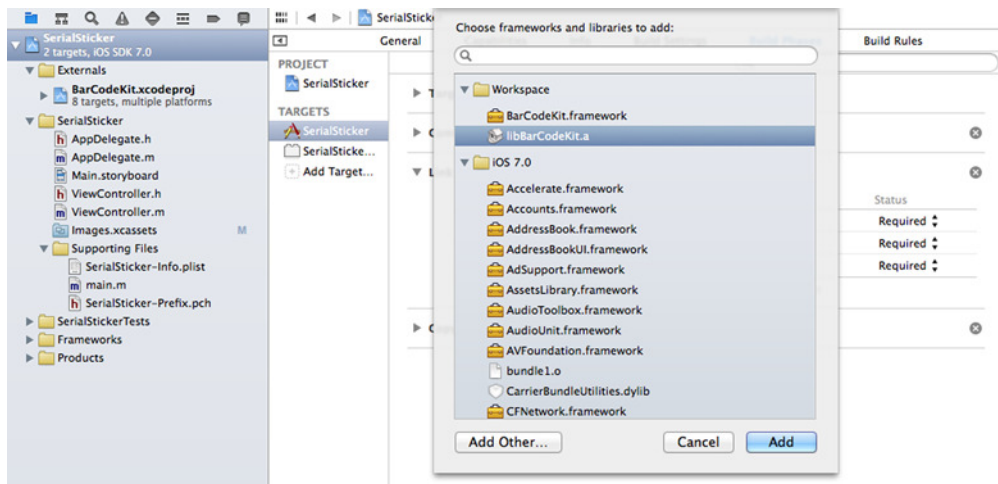 SerialSticker
2 targets, iOS SDK 7.0
Externals
BarCodeKit.xcodeproj
8 targets, multiple platforms
SerialSticker
AppDelegate.h
AppDelegate.m
Main.storyboard
ViewController.h
ViewController.m
Images.xcassets M
Supporting Files
SerialSticker-Info.plist
main.m
SerialSticker-Prefix.pch
SerialStickerTests
Frameworks
Products
General
PROJECT
SerialSticker
TARGETS
SerialSticker
SerialSticke...
Add Target...
Choose frameworks and libraries to add:
Workspace
BarCodeKit.framework
libBarCodeKit.a
iOS 7.0
Accelerate.framework
Accounts.framework
AddressBook.framework
AddressBookUI.framework
AdSupport.framework
AssetsLibrary.framework
AudioToolbox.framework
AudioUnit.framework
AVFoundation.framework
bundle1.o
CarrierBundleUtilities.dylib
CFNetwork.framework
Add Other...
Cancel
Add
Build Rules
Status
Required
Required
Required